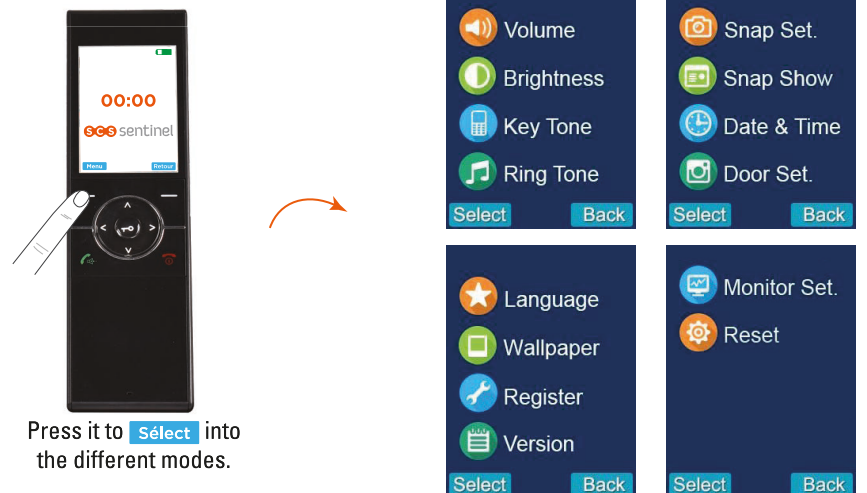 00:00
scs sentinel
Menu
Retour
Press it to Sélect into
the different modes.
Volume
Brightness
Key Tone
Ring Tone
Select
Back
Snap Set.
Snap Show
Date & Time
Door Set.
Select
Back
Language
Wallpaper
Register
Version
Select
Back
Monitor Set.
Reset
Select
Back